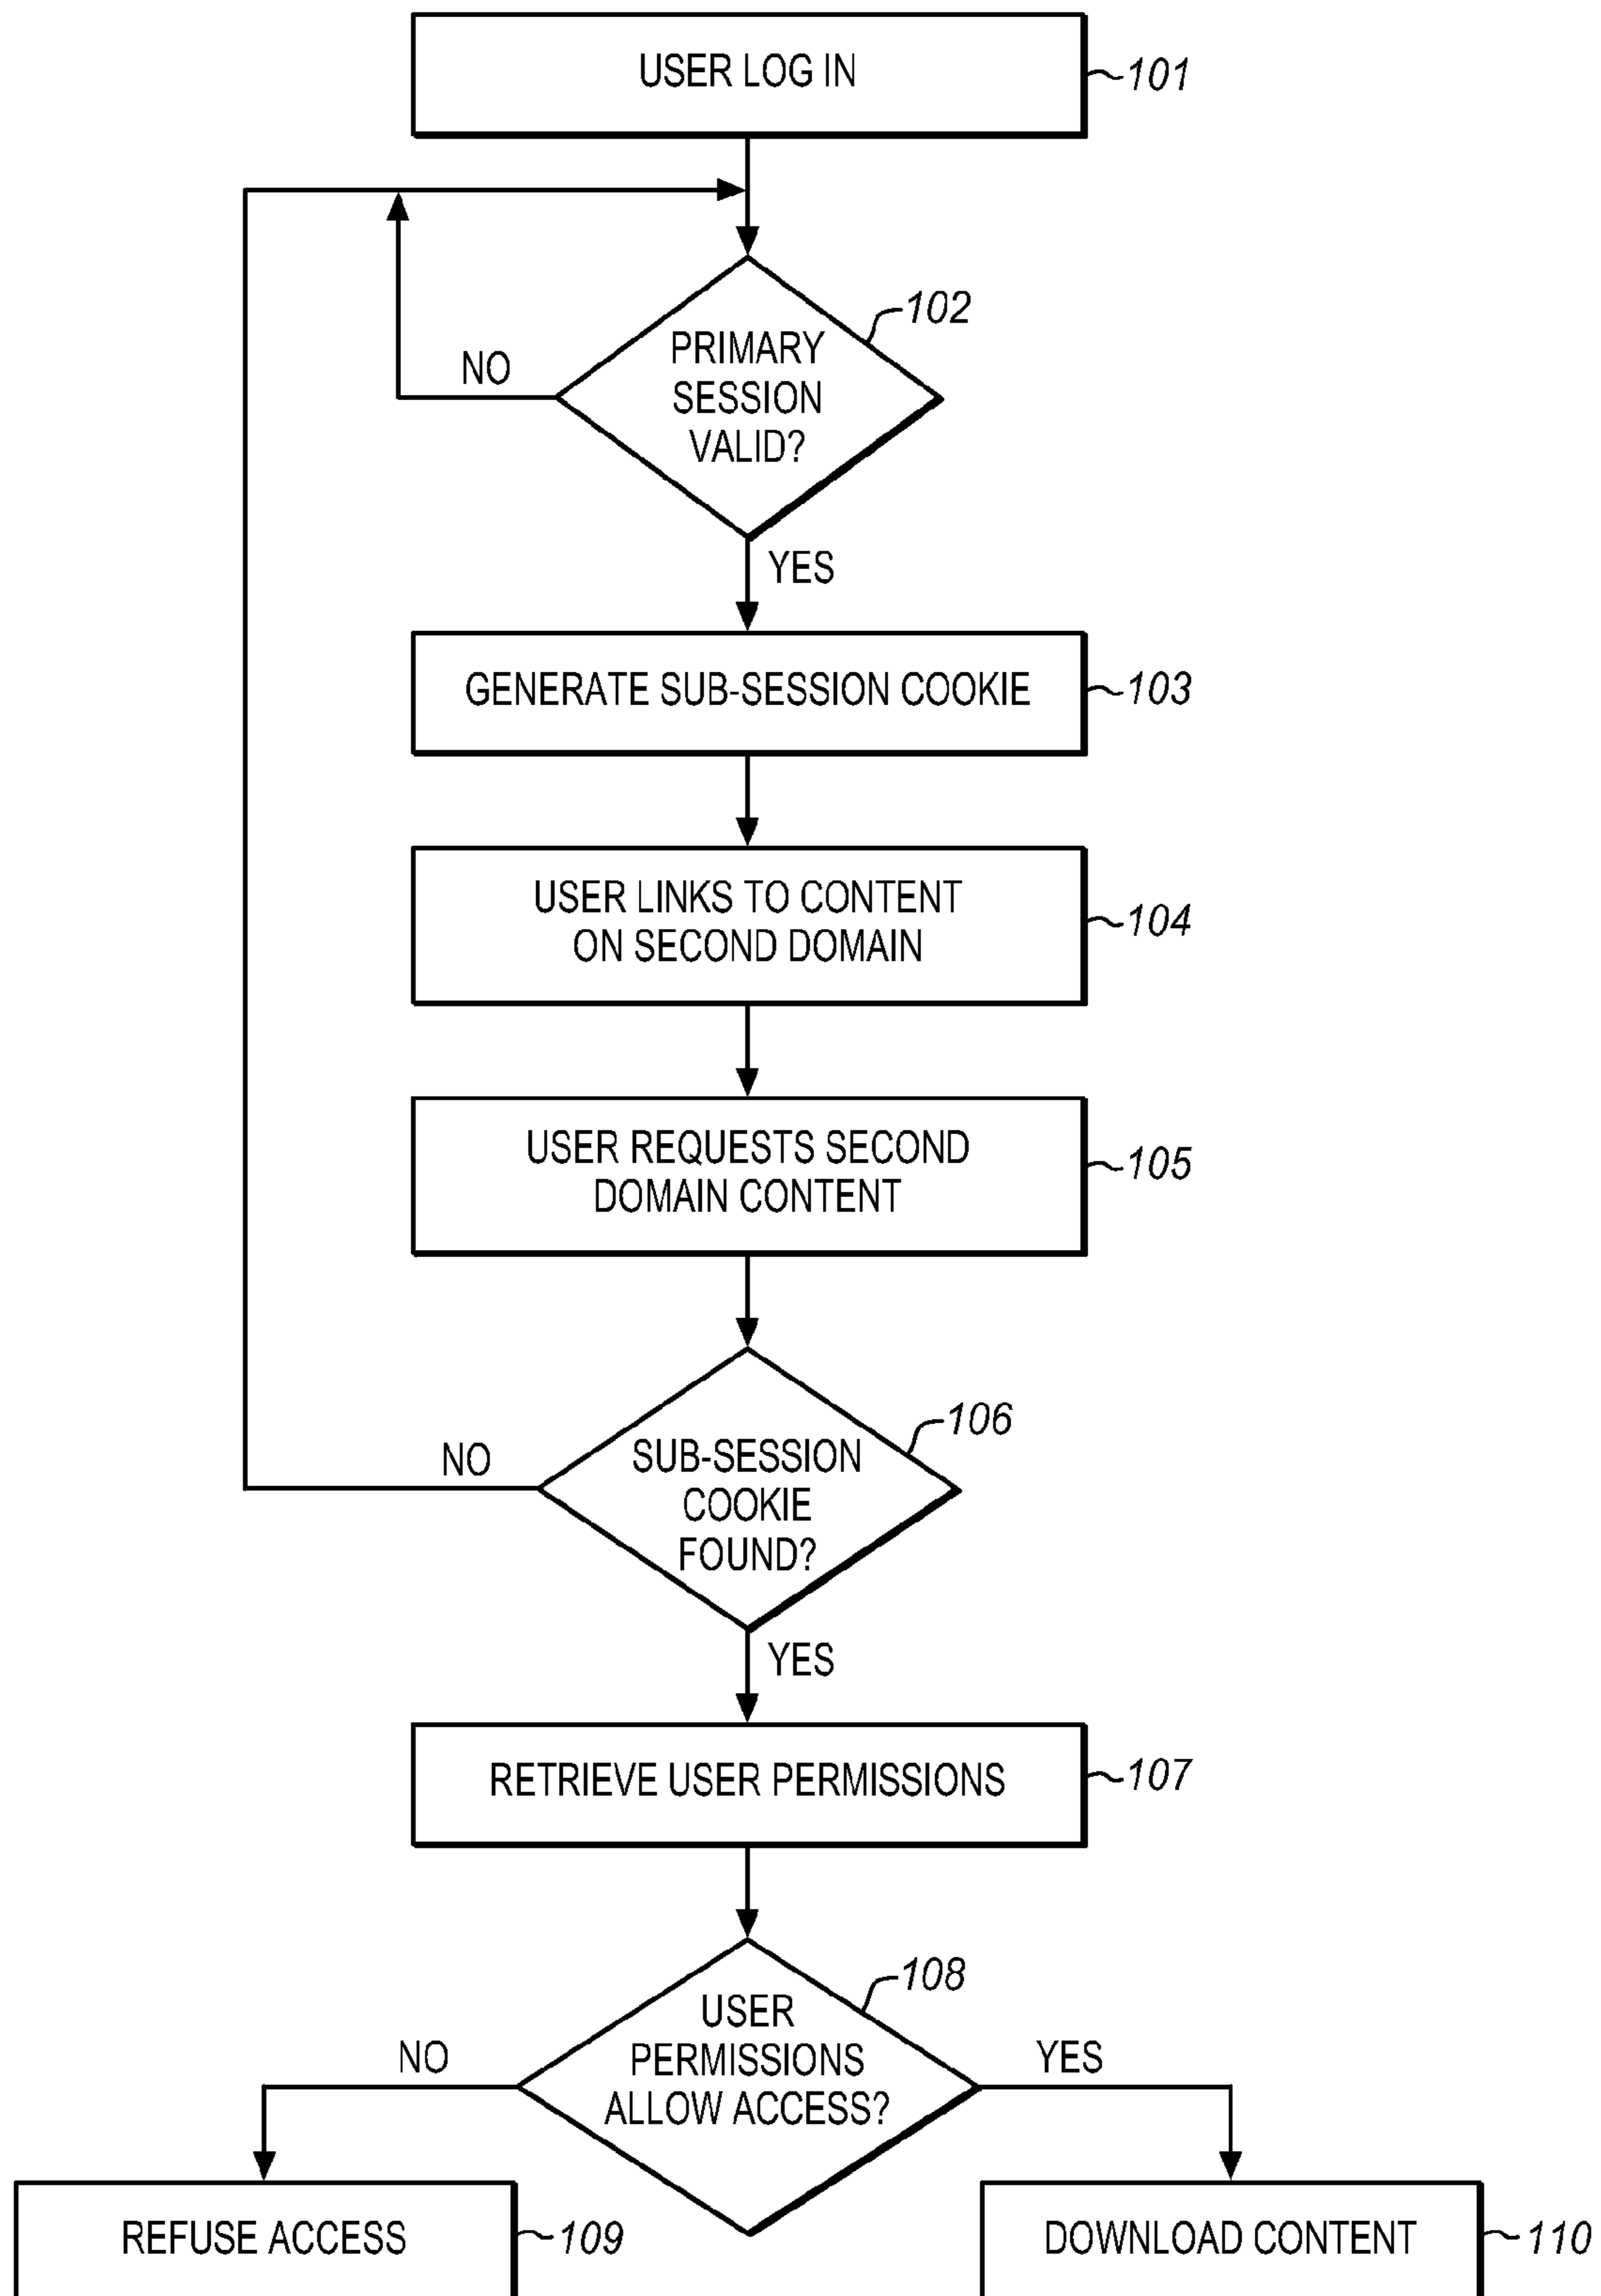 USER LOG IN
101
102
PRIMARY
SESSION
VALID?
NO
YES
GENERATE SUB-SESSION COOKIE
103
USER LINKS TO CONTENT
ON SECOND DOMAIN
104
USER REQUESTS SECOND
DOMAIN CONTENT
105
106
SUB-SESSION
COOKIE
FOUND?
NO
YES
RETRIEVE USER PERMISSIONS
107
108
USER
PERMISSIONS
ALLOW ACCESS?
NO
YES
REFUSE ACCESS
109
DOWNLOAD CONTENT
110